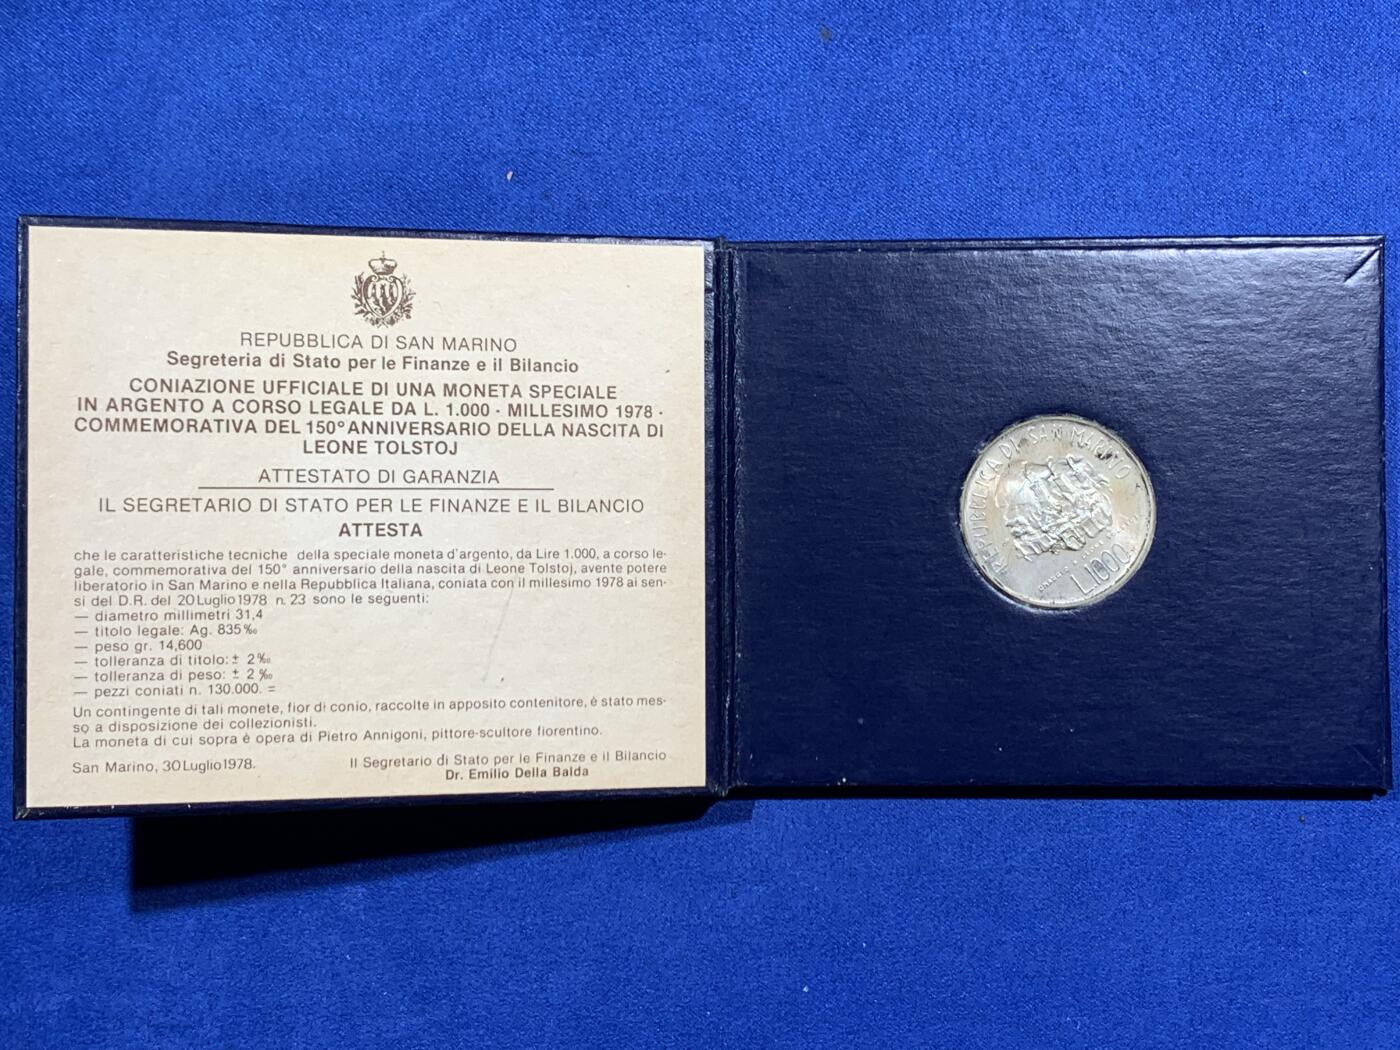 REPUBBLICA DI SAN MARINO
Segreteria di Stato per le Finanze e il Bilancio
CONIAZIONE UFFICIALE DI UNA MONETA SPECIALE
IN ARGENTO A CORSO LEGALE DA L. 1.000 - MILLESIMO 1978 -
COMMEMORATIVA DEL 150° ANNIVERSARIO DELLA NASCITA DI
LEONE TOLSTOJ
ATTESTATO DI GARANZIA
IL SEGRETARIO DI STATO PER LE FINANZE E IL BILANCIO
ATTESTA
che le caratteristiche tecniche della speciale moneta d'argento, da Lire 1.000, a corso le-
gale, commemorativa del 150° anniversario della nascita di Leone Tolstoj, avente potere
liberatorio in San Marino e nella Repubblica Italiana, coniata con il millesimo 1978 ai sen-
si del D.R. del 20 Luglio 1978 n. 23 sono le seguenti:
— diametro millimetri 31,4
— titolo legale: Ag. 835‰
— peso gr. 14,600
— tolleranza di titolo: ± 2‰
— tolleranza di peso: ± 2‰
— pezzi coniati n. 130.000. =
Un contingente di tali monete, fior di conio, raccolte in apposito contenitore, è stato mes-
so a disposizione dei collezionisti.
La moneta di cui sopra è opera di Pietro Annigoni, pittore-scultore fiorentino.
San Marino, 30 Luglio 1978.
Il Segretario di Stato per le Finanze e il Bilancio
Dr. Emilio Della Balda
REPUBBLICA DI SAN MARINO
L.1000